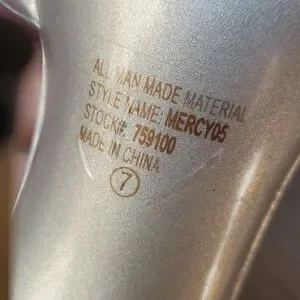 ALL MAN MADE MATERIAL
STYLE NAME: MERCY05
STOCK#: 759100
MADE IN CHINA
7